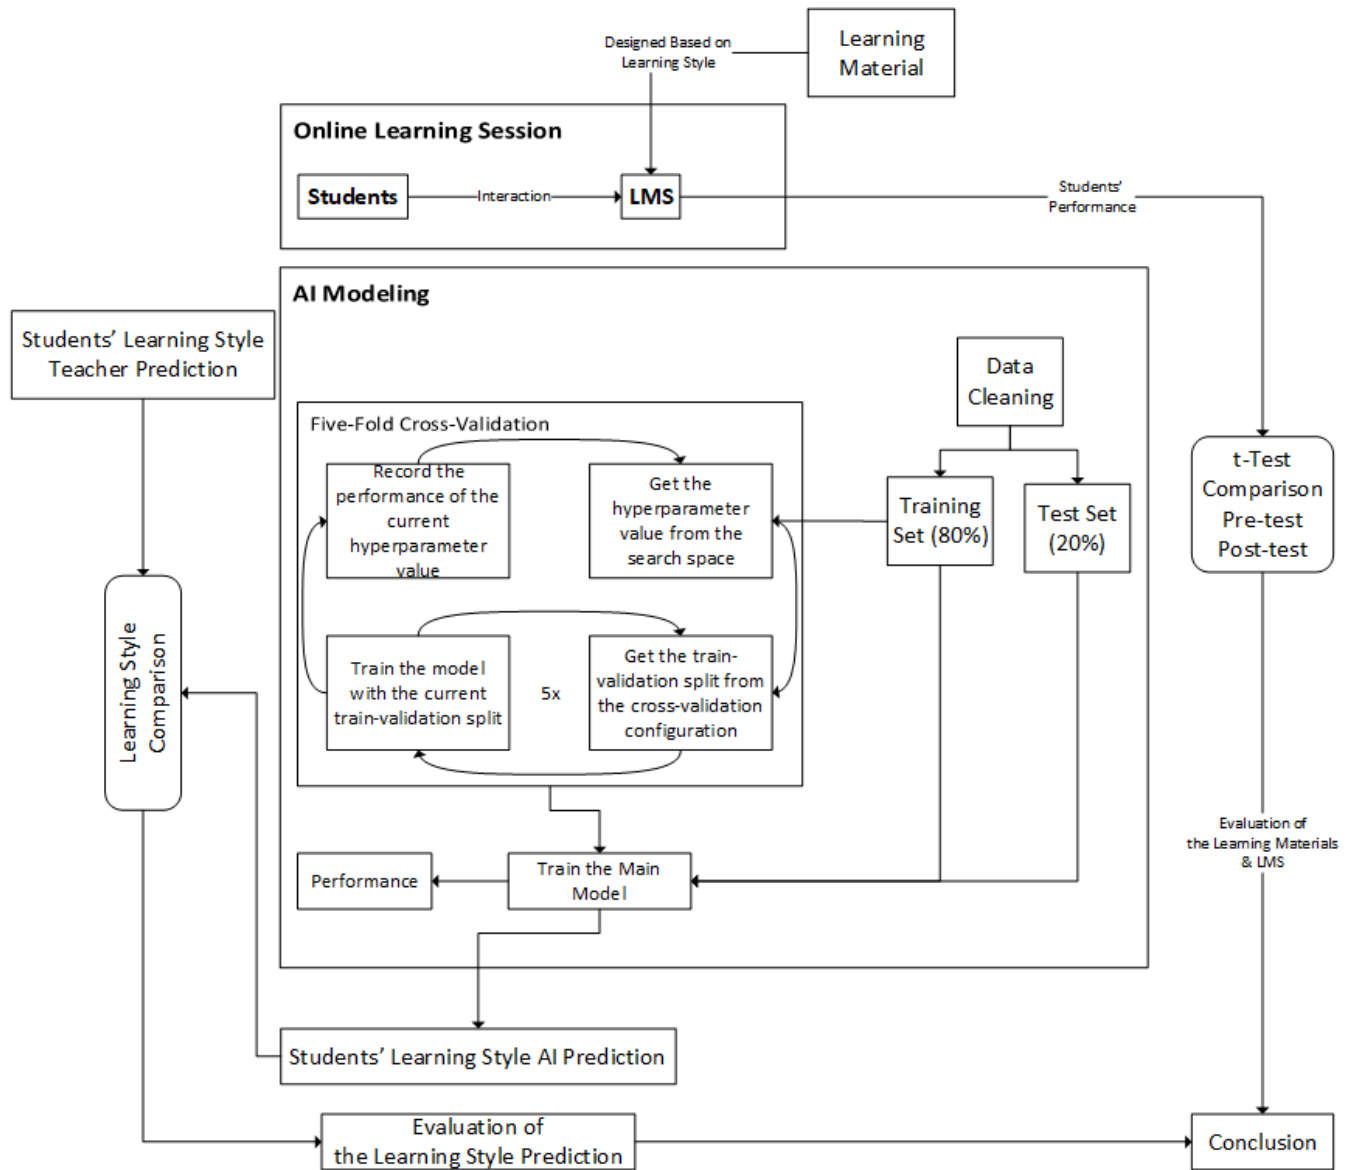 Learning
Material
Designed Based on
Learning Style
Online Learning Session
Students
Interaction
LMS
Students'
Performance
AI Modeling
Students' Learning Style
Teacher Prediction
Data
Cleaning
Five-Fold Cross-Validation
Record the
performance of the
current
hyperparameter
value
Get the
hyperparameter
value from the
search space
Training
Set (80%)
Test Set
(20%)
t-Test
Comparison
Pre-test
Post-test
Learning Style
Comparison
Train the model
with the current
train-validation split
5x
Get the train-
validation split from
the cross-validation
configuration
Evaluation of
the Learning Materials
& LMS
Performance
Train the Main
Model
Students' Learning Style AI Prediction
Evaluation of
the Learning Style Prediction
Conclusion